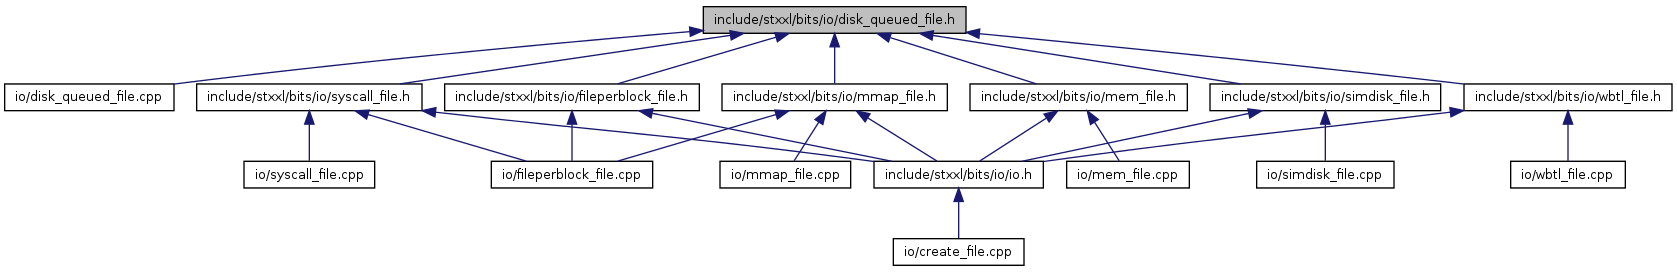 include/stxxl/bits/io/disk_queued_file.h
io/disk_queued_file.cpp
include/stxxl/bits/io/syscall_file.h
include/stxxl/bits/io/fileperblock_file.h
include/stxxl/bits/io/mmap_file.h
include/stxxl/bits/io/mem_file.h
include/stxxl/bits/io/simdisk_file.h
include/stxxl/bits/io/wbtl_file.h
io/syscall_file.cpp
io/fileperblock_file.cpp
io/mmap_file.cpp
include/stxxl/bits/io/io.h
io/mem_file.cpp
io/simdisk_file.cpp
io/wbtl_file.cpp
io/create_file.cpp